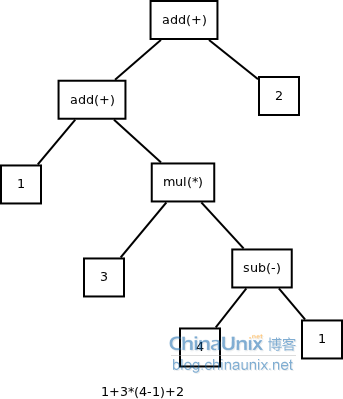 add(+)
add(+)
2
1
mul(*)
3
sub(-)
4
1
ChinaUnix.net 博客
blog.chinaunix.net
1+3*(4-1)+2